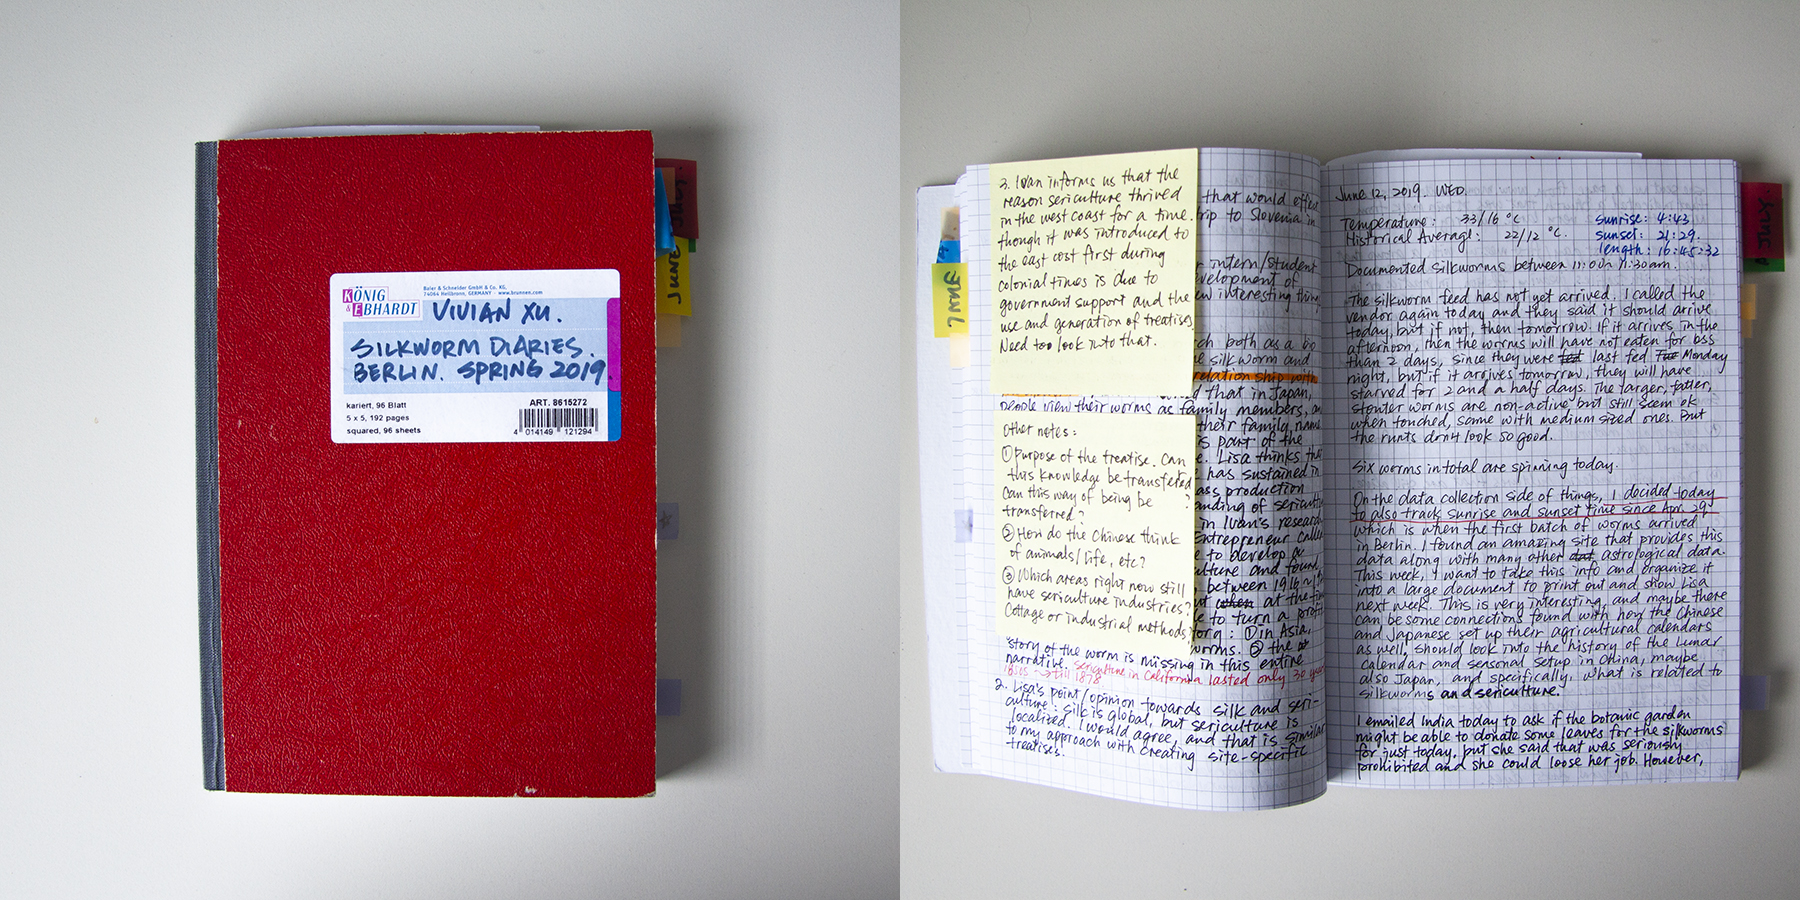 KÖNIG
& EBHARDT
Baier & Schneider GmbH & Co. KG,
74084 Heilbronn, GERMANY - www.brunnen.com
VIVIAN XU.
SILKWORM DIARIES.
BERLIN. SPRING 2019.
kariert, 96 Blatt
5 x 5, 192 pages
squared, 96 sheets
ART. 8615272
4 014149 121294
JULY
JUNE
JUNE
3. Ivan informs us that the
reason sericulture thrived
in the west coast for a time.
though it was introduced to
the east cost first during
colonial times is due to
government support and the
use and generation of treatises.
Need too look into that.
that would effect
trip to Slovenia in
intern/student
development of
new interesting thing
both as a bo
silkworm and
relationship with
that in Japan,
people view their worms as family members, an
their family name
is part of the
Lisa thinks
has sustained in
mass production
in Ivan's research
Entrepreneur
to develop a
culture and found
between 1916 ~
but when at the time
to turn a profit
① in Asia,
worms. ② the
Other notes:
① Purpose of the treatise. Can
this knowledge be transfered
Can this way of being be ?
transferred?
② How do the Chinese think
of animals/life, etc?
③ Which areas right now still
have sericulture industries?
Cottage or industrial methods?
story of the worm is missing in this entire
narrative. sericulture in California lasted only 30 years
till 1878
2. Lisa's point/opinion towards silk and seri-
culture: silk is global, but sericulture is
localized. I would agree, and that is similar
to my approach with creating site-specific
treatises.
June 12, 2019. WED.
Temperature: 33/16 °C
Historical Average: 22/12 °C.
sunrise: 4:43
sunset: 21:29.
length: 16:45:32
Documented silkworms between 11:00~11:30am.
The silkworm feed has not yet arrived. I called the
vendor again today and they said it should arrive
today, but if not, then tomorrow. If it arrives in the
afternoon, then the worms will have not eaten for
than 2 days, since they were last fed Monday
night, but if it arrives tomorrow, they will have
starved for 2 and a half days. The larger, fatter,
stouter worms are non-active but still seem ok
when touched, same with medium sized ones. But
the runts don't look so good.
Six worms in total are spinning today.
On the data collection side of things, I decided today
to also track sunrise and sunset time since Apr. 29,
which is when the first batch of worms arrived
in Berlin. I found an amazing site that provides this
data along with many other astrological data.
This week, I want to take this info and organize it
into a large document to print out and show Lisa
next week. This is very interesting, and maybe there
can be some connections found with how the Chinese
and Japanese set up their agricultural calendars
as well, should look into the history of the lunar
calendar and seasonal setup in China, maybe
also Japan, and specifically, what is related to
silkworms and sericulture.
I emailed India today to ask if the botanic garden
might be able to donate some leaves for the silkworms
for just today, but she said that was seriously
prohibited and she could loose her job. However,
JULY